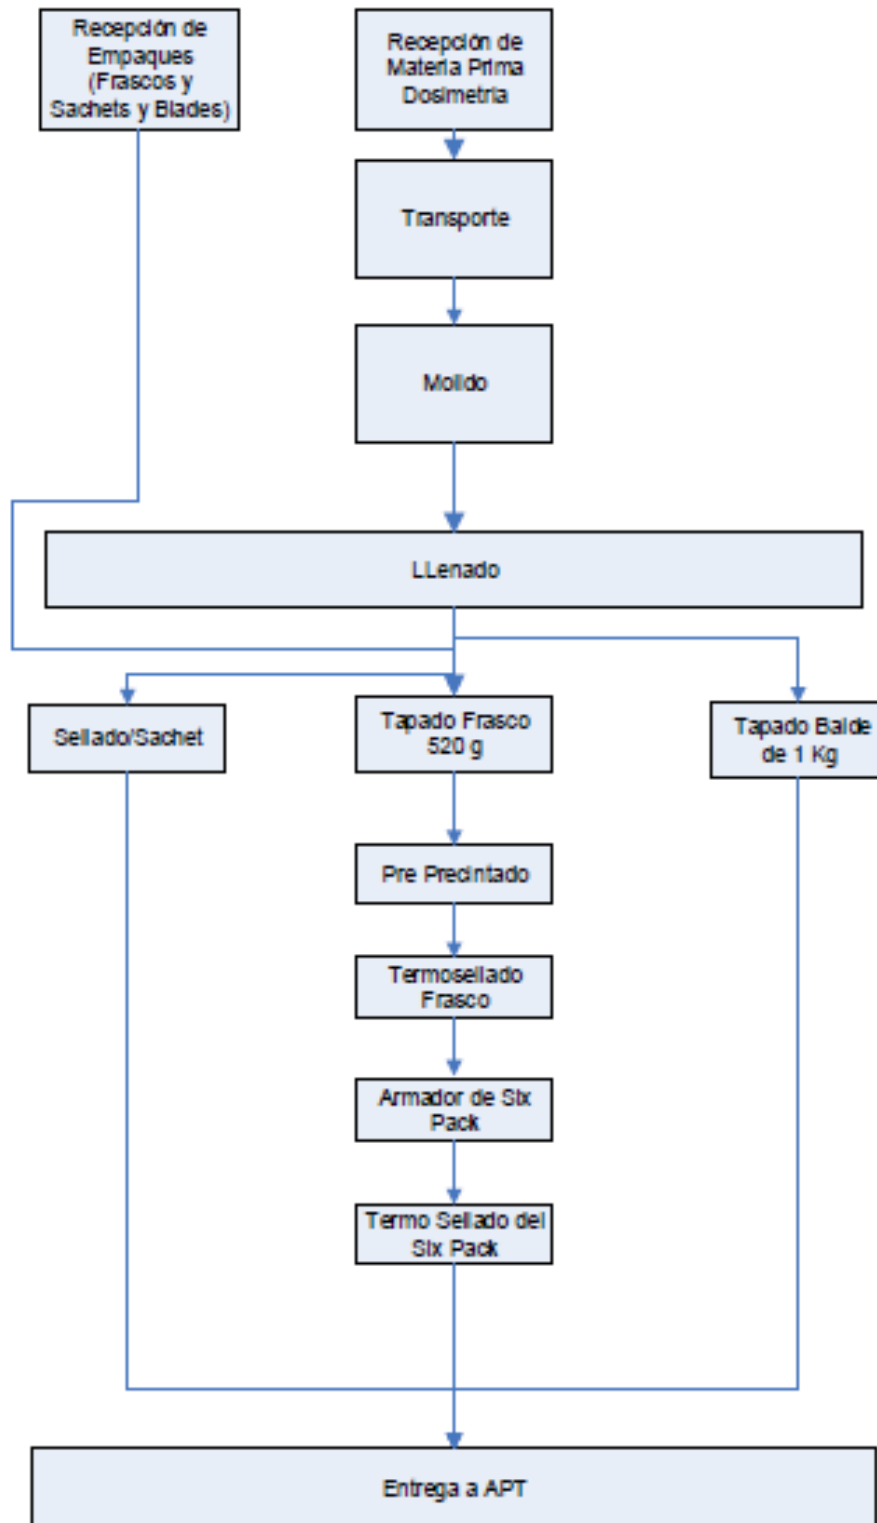 Recepción de
Empaques
(Frascos y
Sachets y Blades)
Recepción de
Materia Prima
Dosimetria
Transporte
Molido
LLenado
Sellado/Sachet
Tapado Frasco
520 g
Tapado Balde
de 1 Kg
Pre Precintado
Termosellado
Frasco
Armador de Six
Pack
Termo Sellado del
Six Pack
Entrega a APT